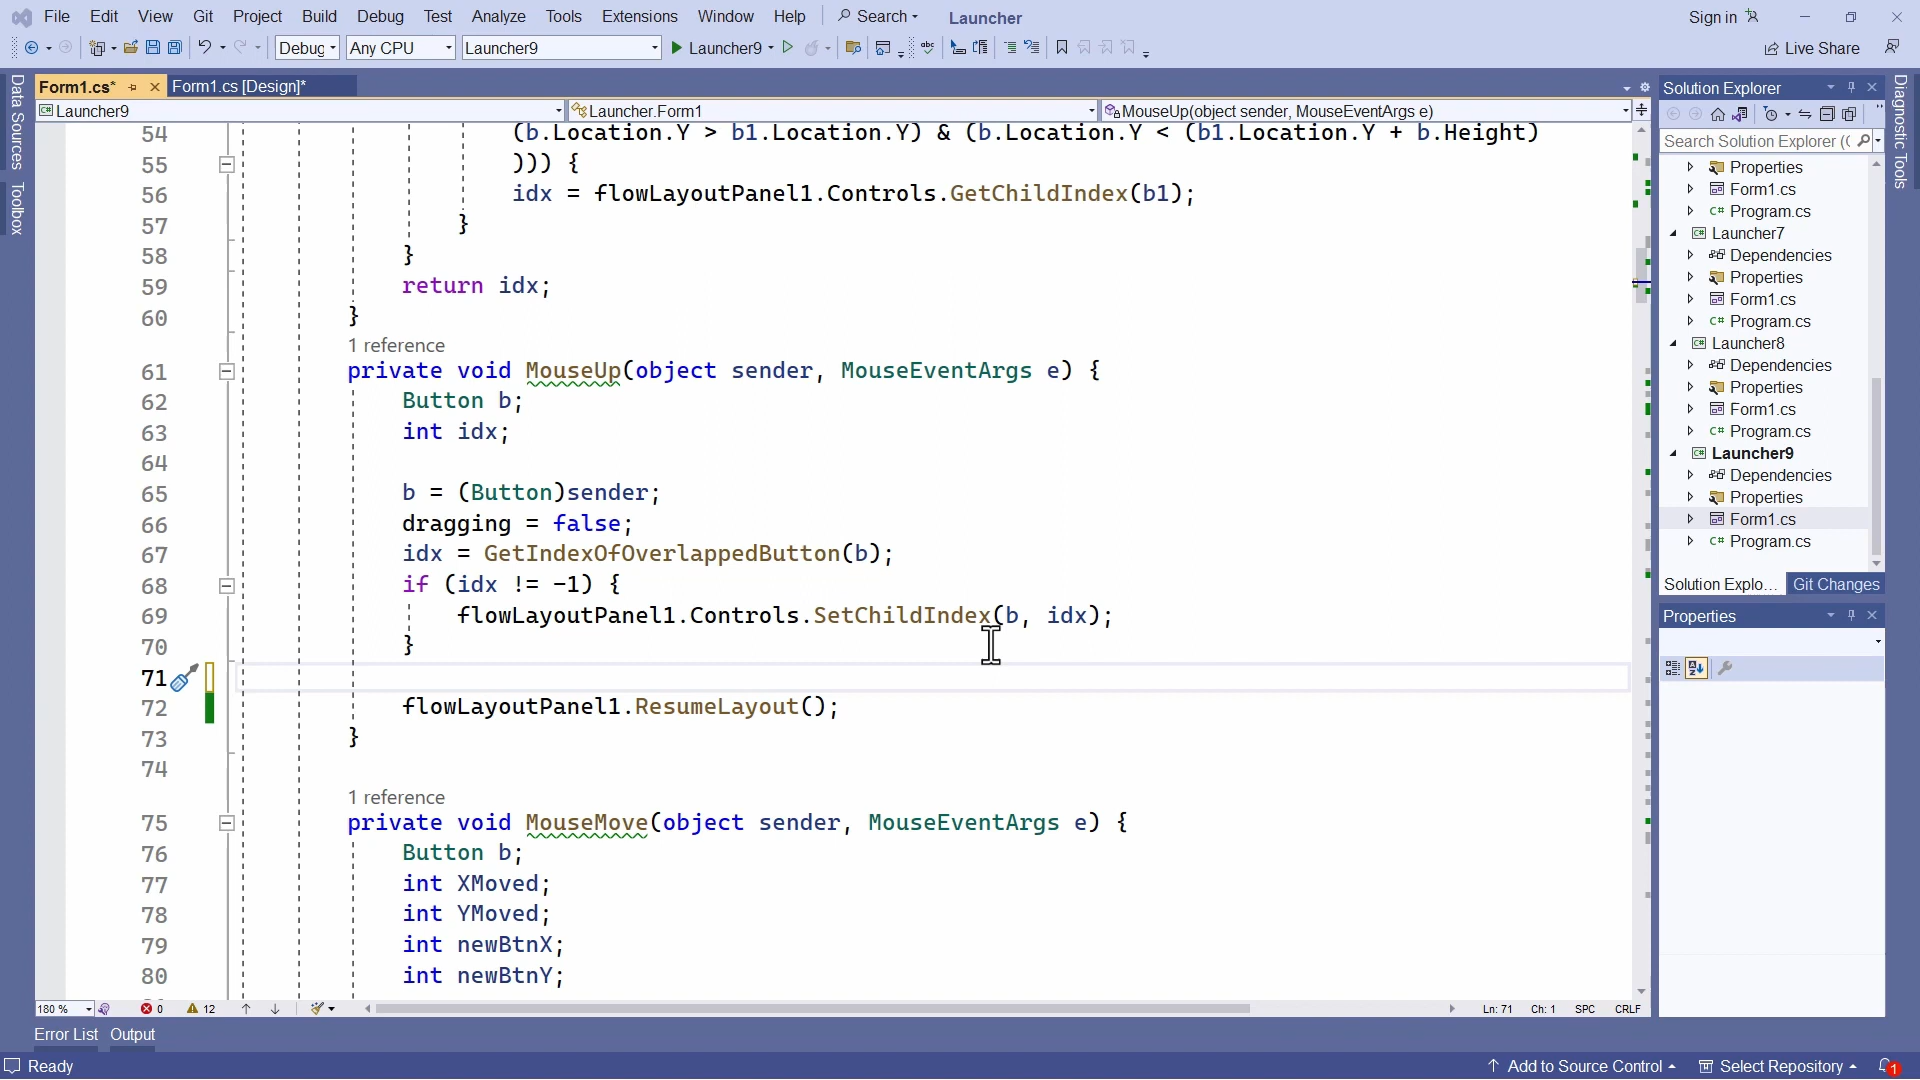 File Edit View Git Project Build Debug Test Analyze Tools Extensions Window Help Search Launcher Sign in
Debug Any CPU Launcher9 Launcher9 Live Share
Form1.cs* Form1.cs [Design]*
Launcher9 Launcher.Form1 MouseUp(object sender, MouseEventArgs e)
Data Sources
Toolbox
54 (b.Location.Y > b1.Location.Y) & (b.Location.Y < (b1.Location.Y + b.Height)
55 ))) {
56 idx = flowLayoutPanel1.Controls.GetChildIndex(b1);
57 }
58 }
59 return idx;
60 }
1 reference
61 private void MouseUp(object sender, MouseEventArgs e) {
62 Button b;
63 int idx;
64
65 b = (Button)sender;
66 dragging = false;
67 idx = GetIndexOfOverlappedButton(b);
68 if (idx != -1) {
69 flowLayoutPanel1.Controls.SetChildIndex(b, idx);
70 }
71
72 flowLayoutPanel1.ResumeLayout();
73 }
74
1 reference
75 private void MouseMove(object sender, MouseEventArgs e) {
76 Button b;
77 int XMoved;
78 int YMoved;
79 int newBtnX;
80 int newBtnY;
180 % 0 12 Ln: 71 Ch: 1 SPC CRLF
Solution Explorer
Search Solution Explorer (
Properties
Form1.cs
C# Program.cs
C# Launcher7
Dependencies
Properties
Form1.cs
C# Program.cs
C# Launcher8
Dependencies
Properties
Form1.cs
C# Program.cs
C# Launcher9
Dependencies
Properties
Form1.cs
C# Program.cs
Solution Explo... Git Changes
Properties
Diagnostic Tools
Error List Output
Ready Add to Source Control Select Repository 1